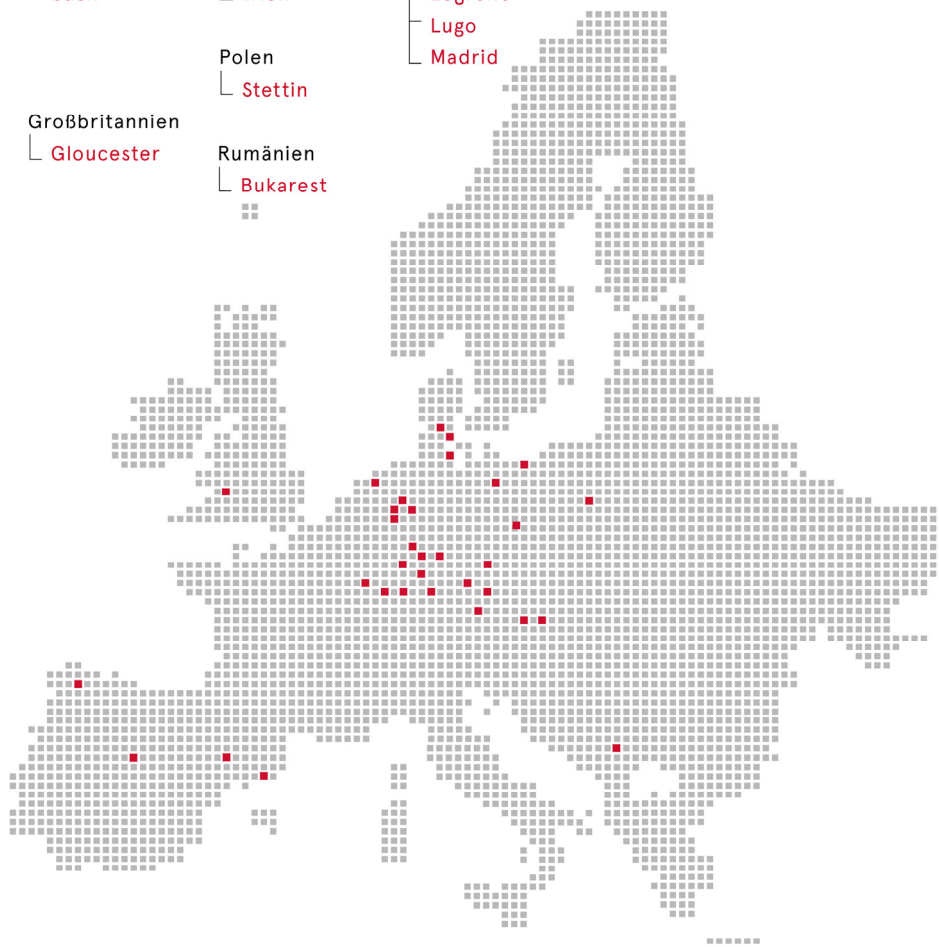 Lugo
Madrid
Polen
Stettin
Großbritannien
Gloucester
Rumänien
Bukarest